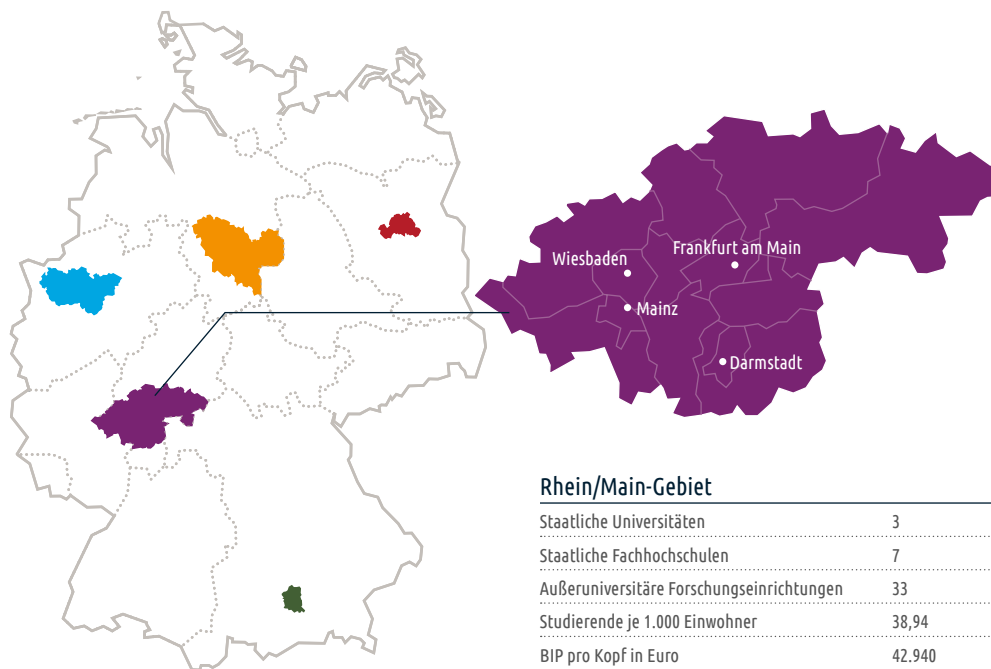 Wiesbaden
Frankfurt am Main
Mainz
Darmstadt
Rhein/Main-Gebiet
Staatliche Universitäten 3
Staatliche Fachhochschulen 7
Außeruniversitäre Forschungseinrichtungen 33
Studierende je 1.000 Einwohner 38,94
BIP pro Kopf in Euro 42.940